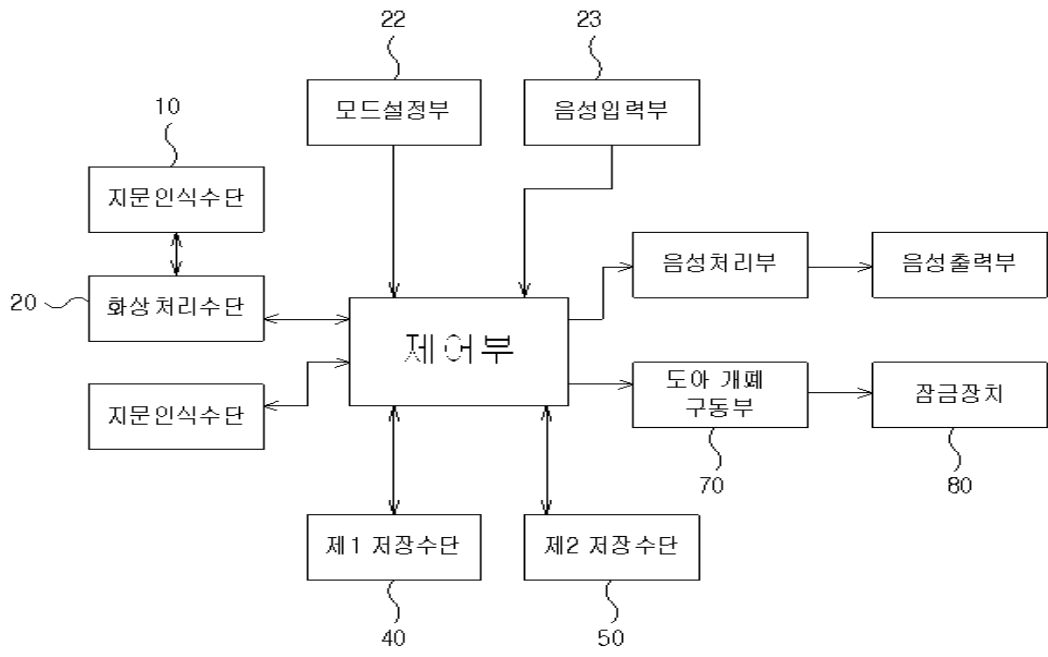 22
23
모드설정부
음성입력부
10
지문인식수단
음성처리부
음성출력부
20
화상처리수단
제어부
지문인식수단
도아 개폐
구동부
잠금장치
70
80
제1 저장수단
제2 저장수단
40
50